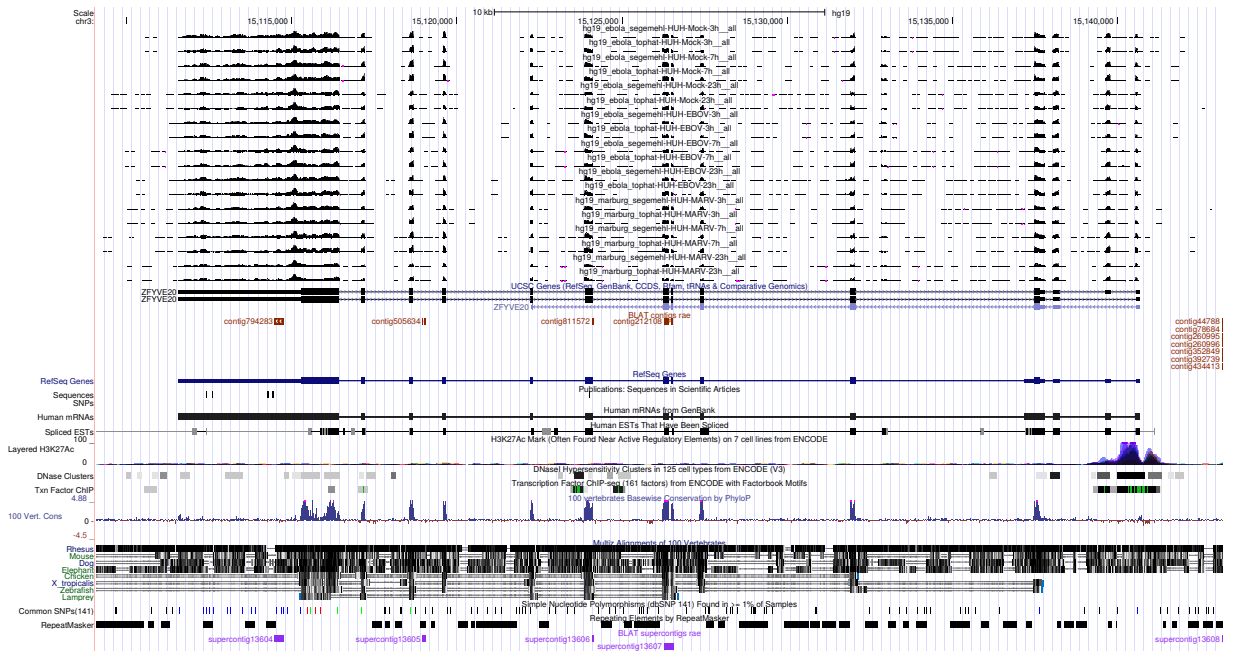 Scale 10 kb hg19
chr3: 15,115,000 15,120,000 15,125,000 15,130,000 15,135,000 15,140,000
hg19_ebola_segemehl-HUH-Mock-3h__all
hg19_ebola_tophat-HUH-Mock-3h__all
hg19_ebola_segemehl-HUH-Mock-7h__all
hg19_ebola_tophat-HUH-Mock-7h__all
hg19_ebola_segemehl-HUH-Mock-23h__all
hg19_ebola_tophat-HUH-Mock-23h__all
hg19_ebola_segemehl-HUH-EBOV-3h__all
hg19_ebola_tophat-HUH-EBOV-3h__all
hg19_ebola_segemehl-HUH-EBOV-7h__all
hg19_ebola_tophat-HUH-EBOV-7h__all
hg19_ebola_segemehl-HUH-EBOV-23h__all
hg19_ebola_tophat-HUH-EBOV-23h__all
hg19_marburg_segemehl-HUH-MARV-3h__all
hg19_marburg_tophat-HUH-MARV-3h__all
hg19_marburg_segemehl-HUH-MARV-7h__all
hg19_marburg_tophat-HUH-MARV-7h__all
hg19_marburg_segemehl-HUH-MARV-23h__all
hg19_marburg_tophat-HUH-MARV-23h__all
UCSC Genes (RefSeq, GenBank, CCDS, Rfam, tRNAs & Comparative Genomics)
ZFYVE20
ZFYVE20
ZFYVE20
BLAT contigs rae
contig794283 contig505634 contig811572 contig212108 contig44788
contig78684
contig260995
contig260996
contig352849
contig392739
contig434413
RefSeq Genes
RefSeq Genes
Publications: Sequences in Scientific Articles
Sequences
SNPs
Human mRNAs from GenBank
Human mRNAs
Human ESTs That Have Been Spliced
Spliced ESTs
H3K27Ac Mark (Often Found Near Active Regulatory Elements) on 7 cell lines from ENCODE
100
Layered H3K27Ac
0
DNaseI Hypersensitivity Clusters in 125 cell types from ENCODE (V3)
DNase Clusters
Transcription Factor ChIP-seq (161 factors) from ENCODE with Factorbook Motifs
Txn Factor ChIP
100 vertebrates Basewise Conservation by PhyloP
4.88
100 Vert. Cons
0
-4.5
Multiz Alignments of 100 Vertebrates
Rhesus
Mouse
Dog
Elephant
Chicken
X_tropicalis
Zebrafish
Lamprey
Simple Nucleotide Polymorphisms (dbSNP 141) Found in >= 1% of Samples
Common SNPs(141)
Repeating Elements by RepeatMasker
RepeatMasker
BLAT supercontigs rae
supercontig13604 supercontig13605 supercontig13606 supercontig13608
supercontig13607